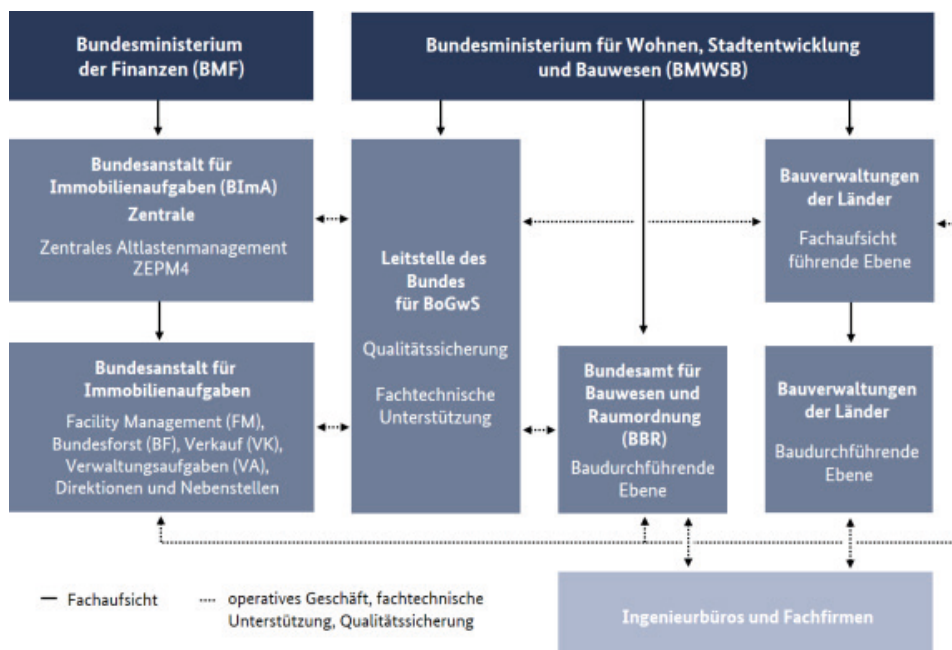 Bundesministerium
der Finanzen (BMF)
Bundesministerium für Wohnen, Stadtentwicklung
und Bauwesen (BMWSB)
Bundesanstalt für
Immobilienaufgaben (BImA)
Zentrale
Zentrales Altlastenmanagement
ZEPM4
Leitstelle des
Bundes
für BoGwS
Qualitätssicherung
Fachtechnische
Unterstützung
Bauverwaltungen
der Länder
Fachaufsicht
führende Ebene
Bundesanstalt für
Immobilienaufgaben
Facility Management (FM),
Bundesforst (BF), Verkauf (VK),
Verwaltungsaufgaben (VA),
Direktionen und Nebenstellen
Bundesamt für
Bauwesen und
Raumordnung
(BBR)
Baudurchführende
Ebene
Bauverwaltungen
der Länder
Baudurchführende
Ebene
Fachaufsicht
operatives Geschäft, fachtechnische
Unterstützung, Qualitätssicherung
Ingenieurbüros und Fachfirmen